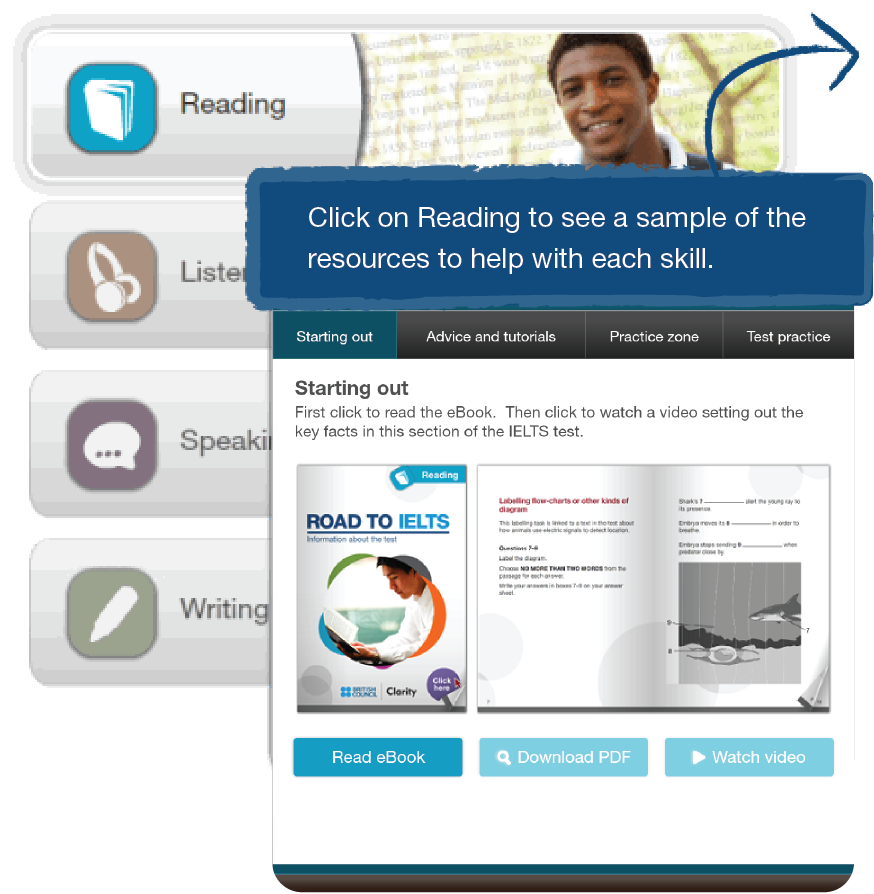 Reading
Click on Reading to see a sample of the
resources to help with each skill.
Listen
Speaki
Writing
Starting out
Advice and tutorials
Practice zone
Test practice
Starting out
First click to read the eBook.  Then click to watch a video setting out the
key facts in this section of the IELTS test.
Reading
ROAD TO IELTS
Information about the test
Click
here
BRITISH
COUNCIL
Clarity
Labelling flow-charts or other kinds of
diagram
This labelling task is linked to a text in the test about
how animals use electric signals to detect location.
Questions 7-9
Label the diagram.
Choose NO MORE THAN TWO WORDS from the
passage for each answer.
Write your answers in boxes 7-9 on your answer
sheet.
Shark's 7 __________ alert the young ray to
its presence.
Embryo moves its 8 __________ in order to
breathe.
Embryo stops sending 9 __________ when
predator close by.
9
7
8
Read eBook
Download PDF
Watch video